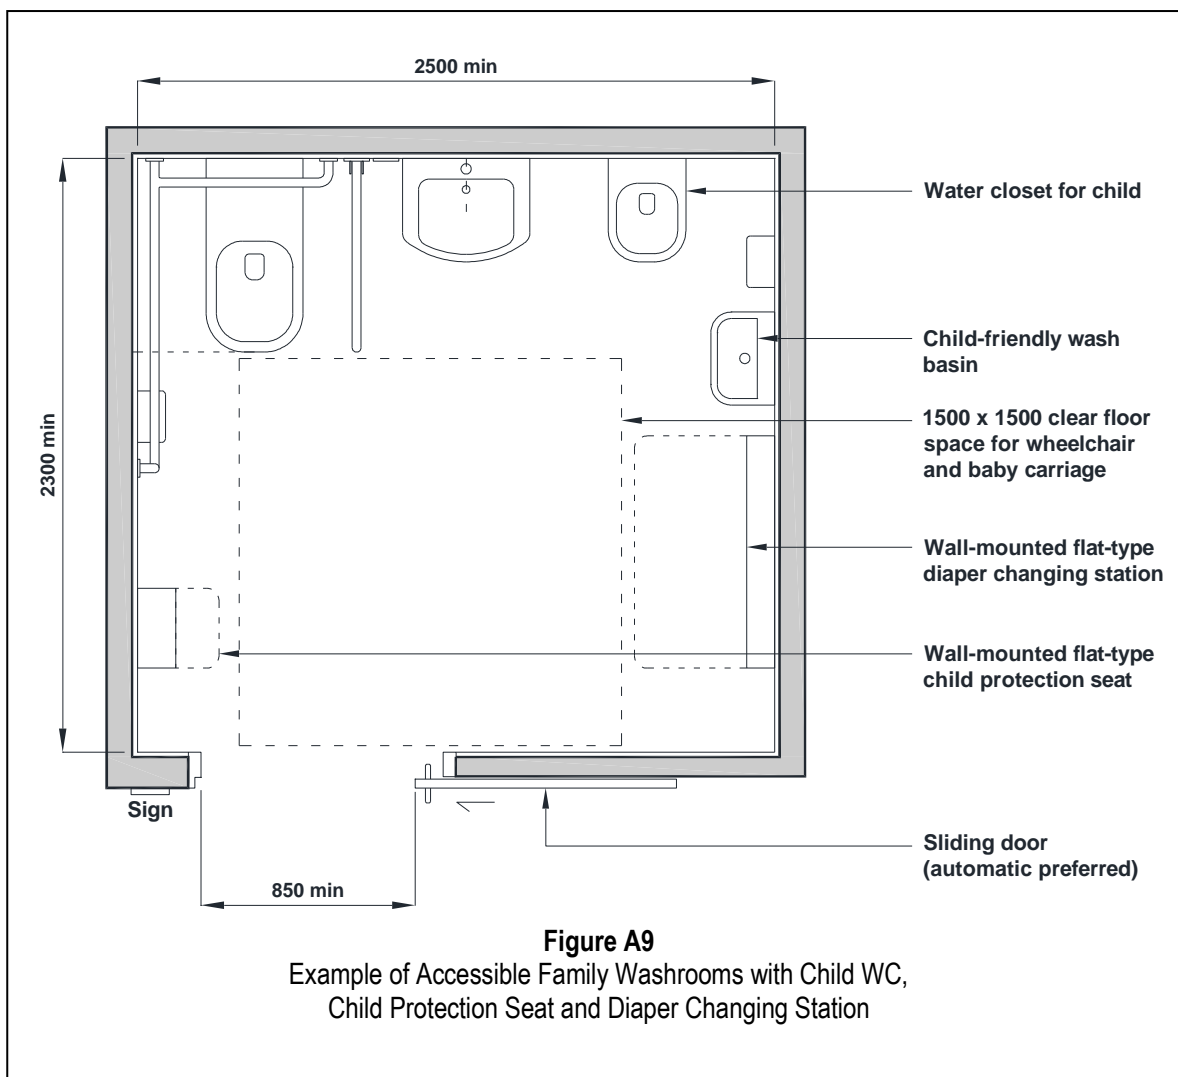 2500 min
Water closet for child
Child-friendly wash
basin
1500 x 1500 clear floor
space for wheelchair
and baby carriage
2300 min
Wall-mounted flat-type
diaper changing station
Wall-mounted flat-type
child protection seat
Sign
Sliding door
(automatic preferred)
850 min
Figure A9
Example of Accessible Family Washrooms with Child WC,
Child Protection Seat and Diaper Changing Station